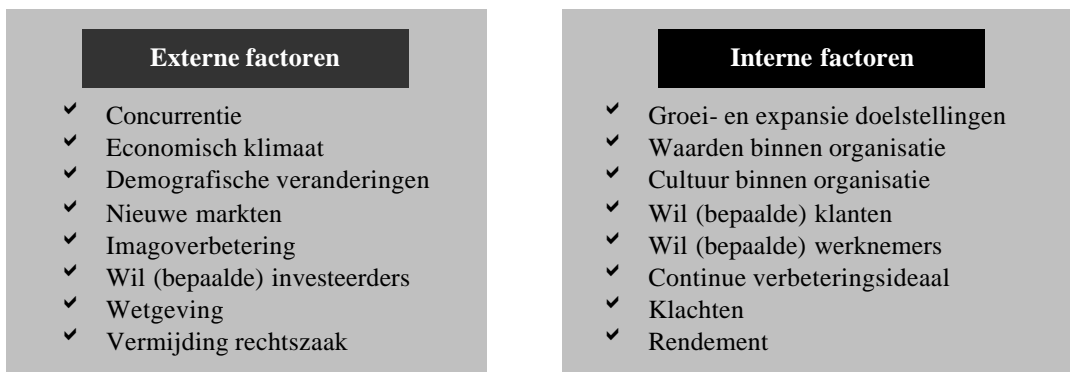 Externe factoren
✓ Concurrentie
✓ Economisch klimaat
✓ Demografische veranderingen
✓ Nieuwe markten
✓ Imagoverbetering
✓ Wil (bepaalde) investeerders
✓ Wetgeving
✓ Vermijding rechtszaak
Interne factoren
✓ Groei- en expansie doelstellingen
✓ Waarden binnen organisatie
✓ Cultuur binnen organisatie
✓ Wil (bepaalde) klanten
✓ Wil (bepaalde) werknemers
✓ Continue verbeteringsideaal
✓ Klachten
✓ Rendement